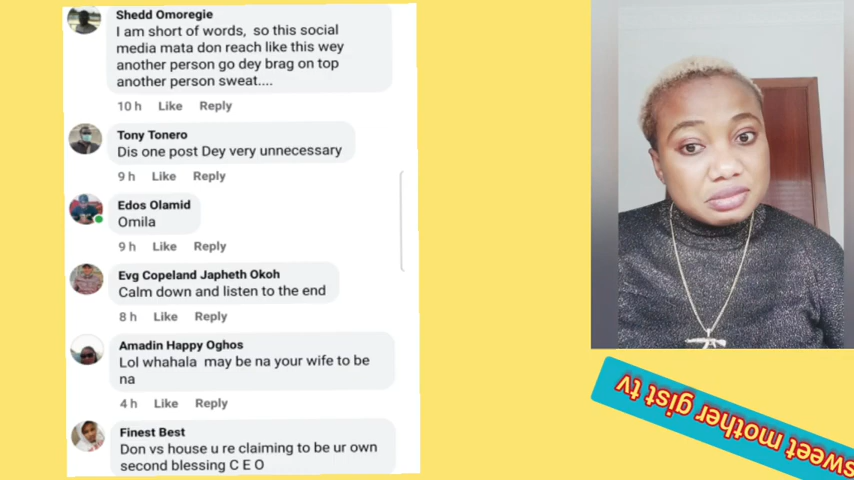 Shedd Omoregie
I am short of words, so this social
media mata don reach like this wey
another person go dey brag on top
another person sweat....
10 h Like Reply
Tony Tonero
Dis one post Dey very unnecessary
9 h Like Reply
Edos Olamid
Omila
9 h Like Reply
Evg Copeland Japheth Okoh
Calm down and listen to the end
8 h Like Reply
Amadin Happy Oghos
Lol whahala may be na your wife to be
na
4 h Like Reply
Finest Best
Don vs house u re claiming to be ur own
second blessing C E O
sweet mother gist tv